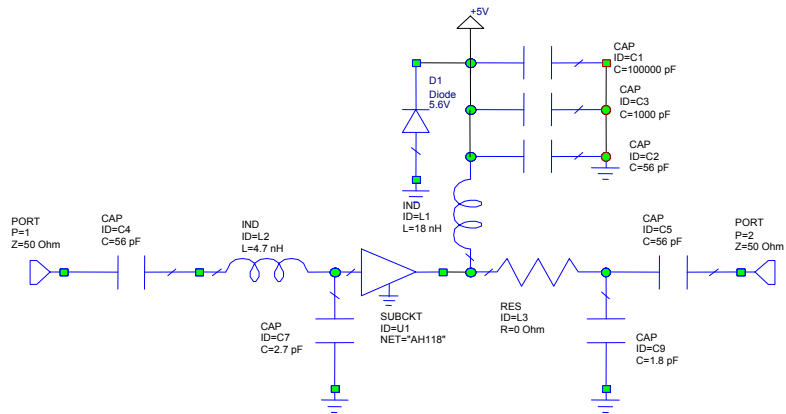 +5V
CAP
ID=C1
C=100000 pF
D1
Diode
5.6V
CAP
ID=C3
C=1000 pF
CAP
ID=C2
C=56 pF
IND
ID=L1
L=18 nH
PORT
P=1
Z=50 Ohm
CAP
ID=C4
C=56 pF
IND
ID=L2
L=4.7 nH
CAP
ID=C5
C=56 pF
PORT
P=2
Z=50 Ohm
CAP
ID=C7
C=2.7 pF
SUBCKT
ID=U1
NET="AH118"
RES
ID=L3
R=0 Ohm
CAP
ID=C9
C=1.8 pF